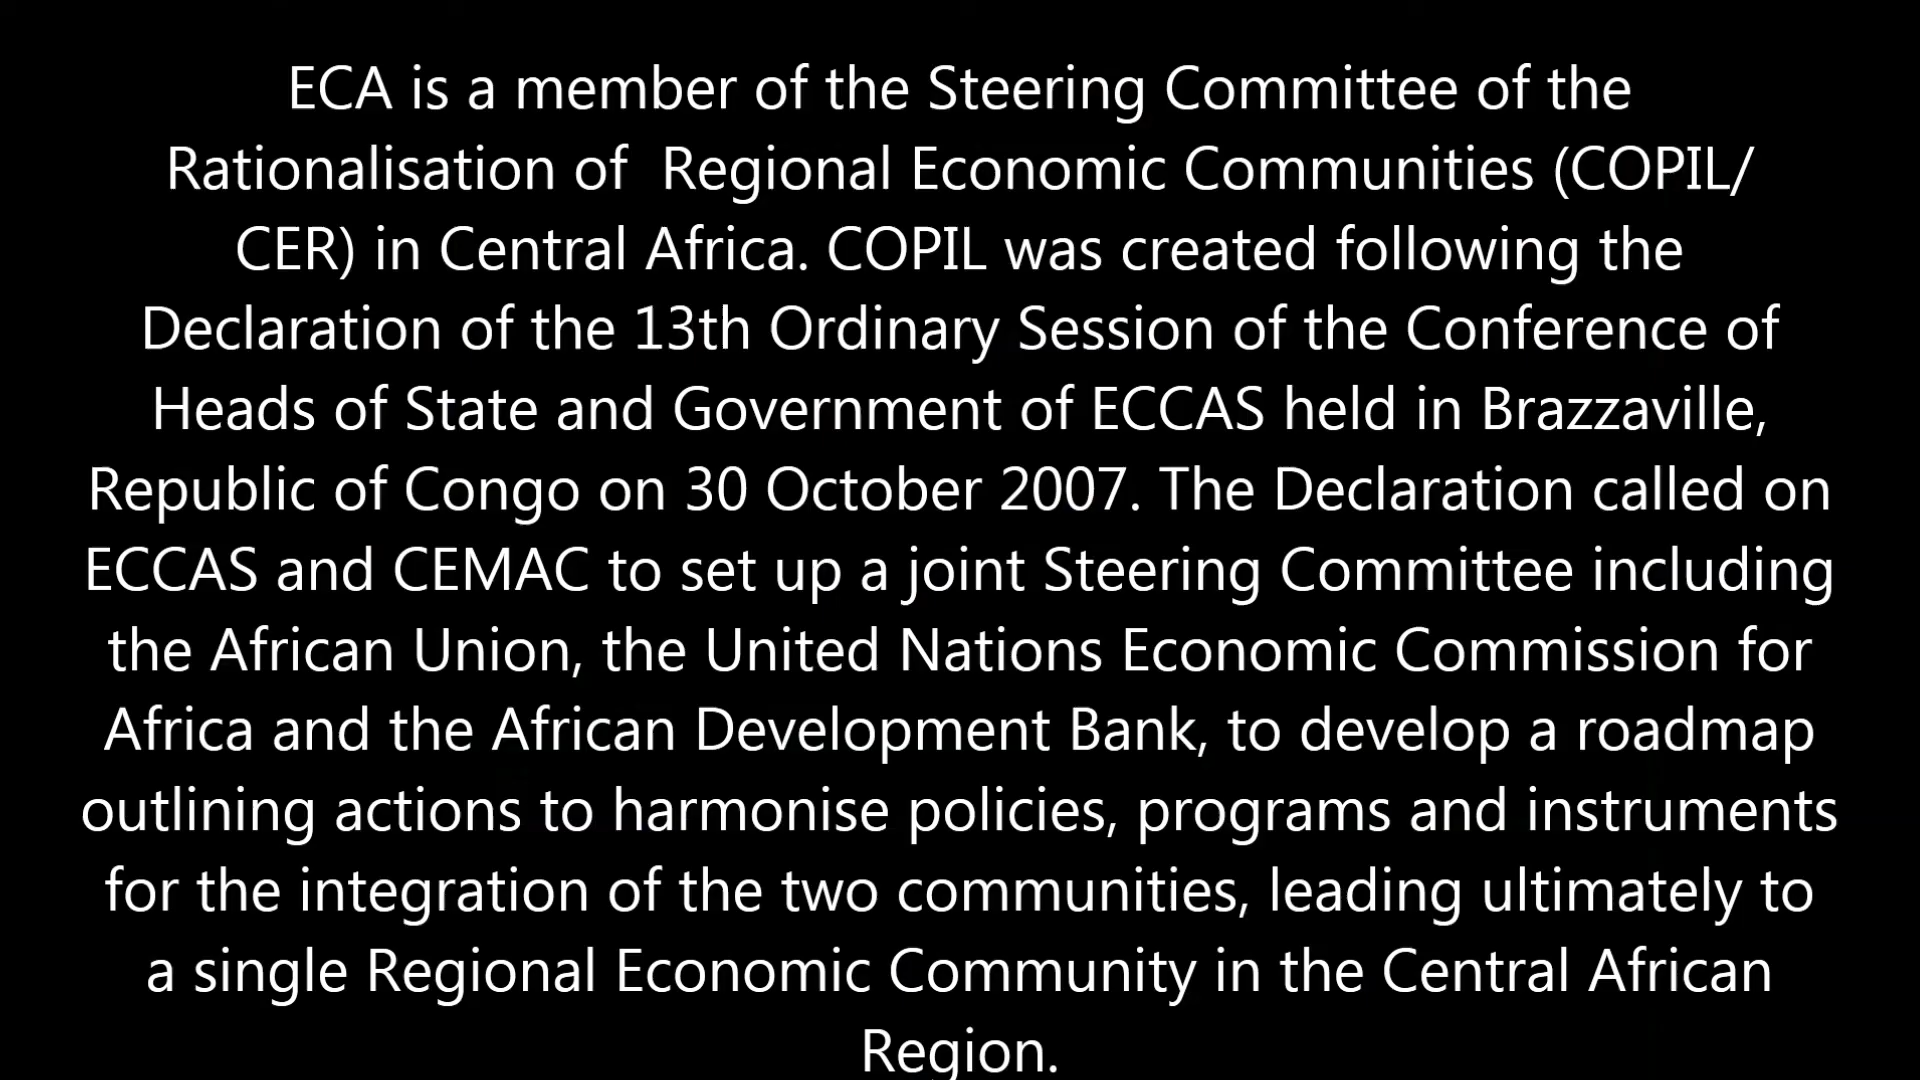 ECA is a member of the Steering Committee of the
Rationalisation of  Regional Economic Communities (COPIL/
CER) in Central Africa. COPIL was created following the
Declaration of the 13th Ordinary Session of the Conference of
Heads of State and Government of ECCAS held in Brazzaville,
Republic of Congo on 30 October 2007. The Declaration called on
ECCAS and CEMAC to set up a joint Steering Committee including
the African Union, the United Nations Economic Commission for
Africa and the African Development Bank, to develop a roadmap
outlining actions to harmonise policies, programs and instruments
for the integration of the two communities, leading ultimately to
a single Regional Economic Community in the Central African
Region.